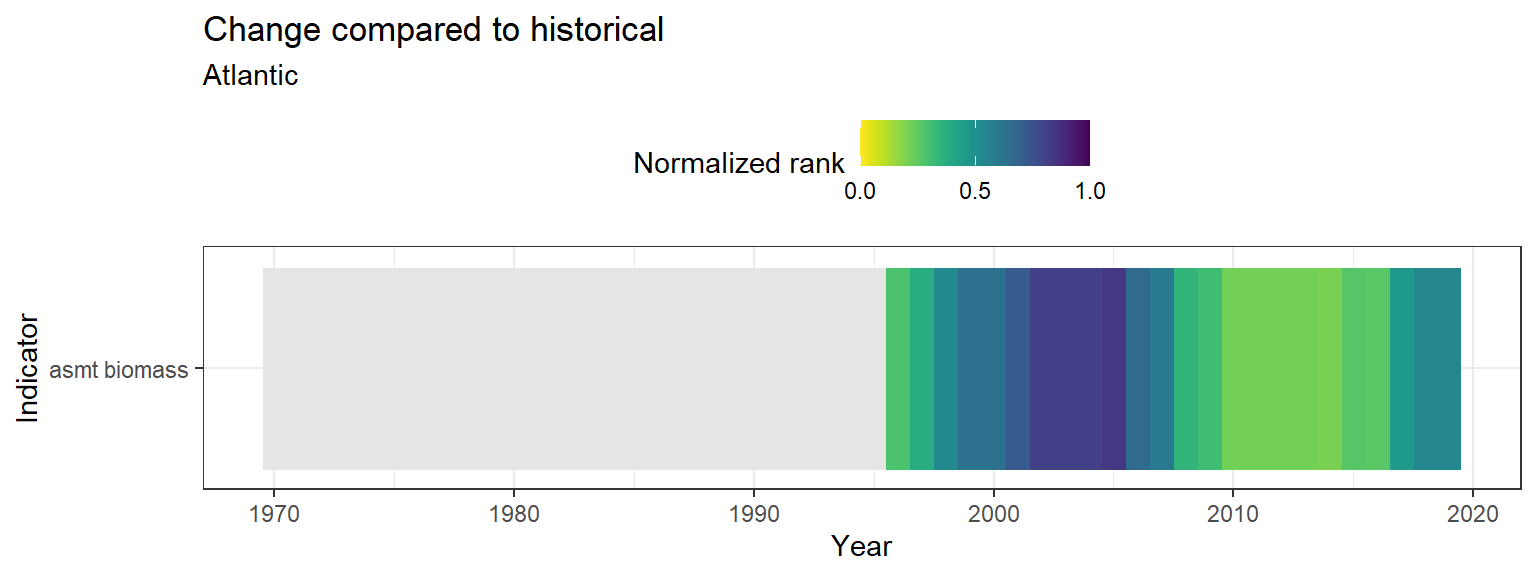 Change compared to historical
Atlantic
Normalized rank
0.0 0.5 1.0
Indicator
asmt biomass
1970 1980 1990 2000 2010 2020
Year